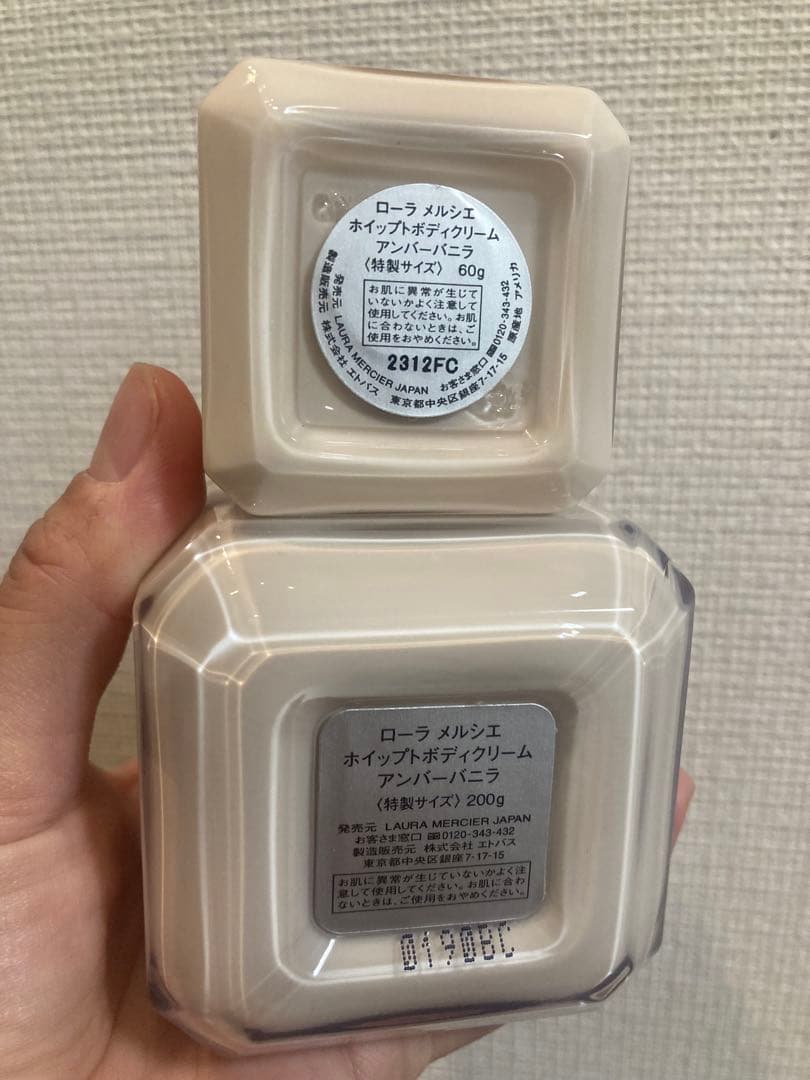 ローラ メルシエ
ホイップトボディクリーム
アンバーバニラ
〈特製サイズ〉 60g
お肌に異常が生じて
いないかよく注意して
使用してください。お肌
に合わないときは、ご
使用をおやめください。
2312FC
発売元 LAURA MERCIER JAPAN お客さま窓口 0120-343-432
製造販売元 株式会社 エトバス 東京都中央区銀座7-17-15 原産地 アメリカ
ローラ メルシエ
ホイップトボディクリーム
アンバーバニラ
〈特製サイズ〉 200g
発売元 LAURA MERCIER JAPAN
お客さま窓口 0120-343-432
製造販売元 株式会社 エトバス
東京都中央区銀座7-17-15
お肌に異常が生じていないかよく注
意して使用してください。お肌に合わ
ないときは、ご使用をおやめください。
0190BC